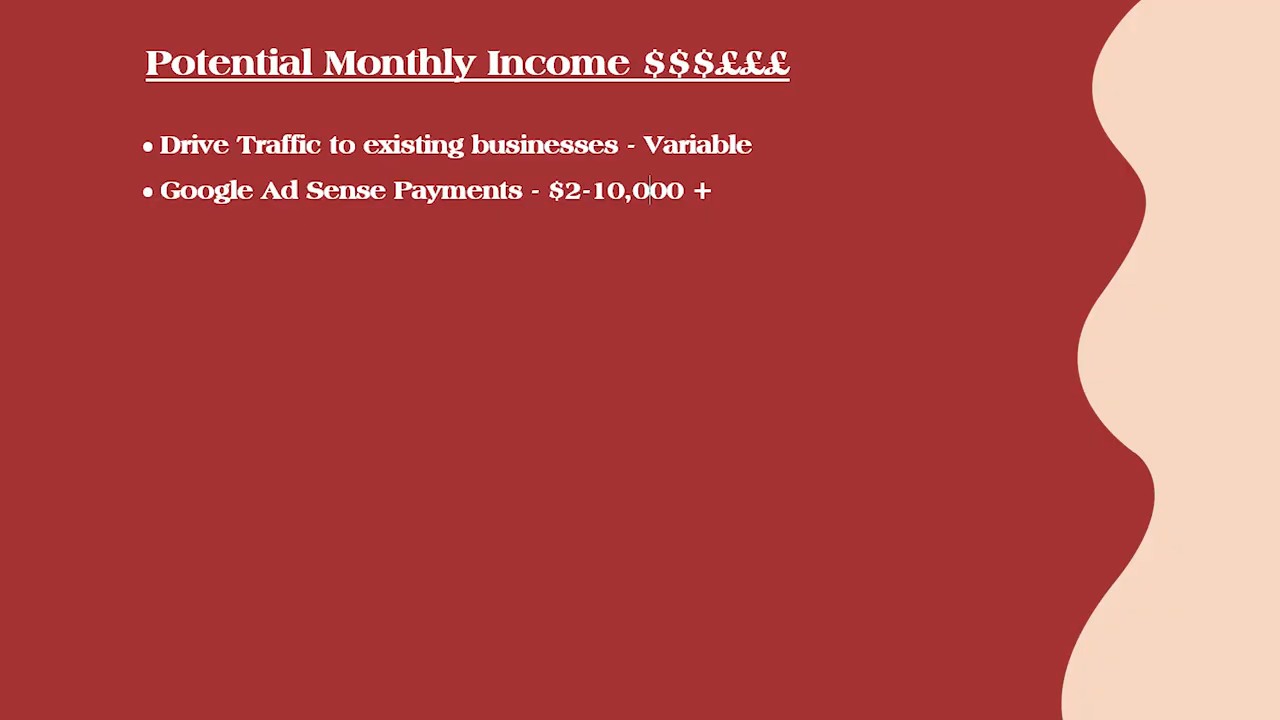 Potential Monthly Income $$$£££
• Drive Traffic to existing businesses - Variable
• Google Ad Sense Payments - $2-10,000 +